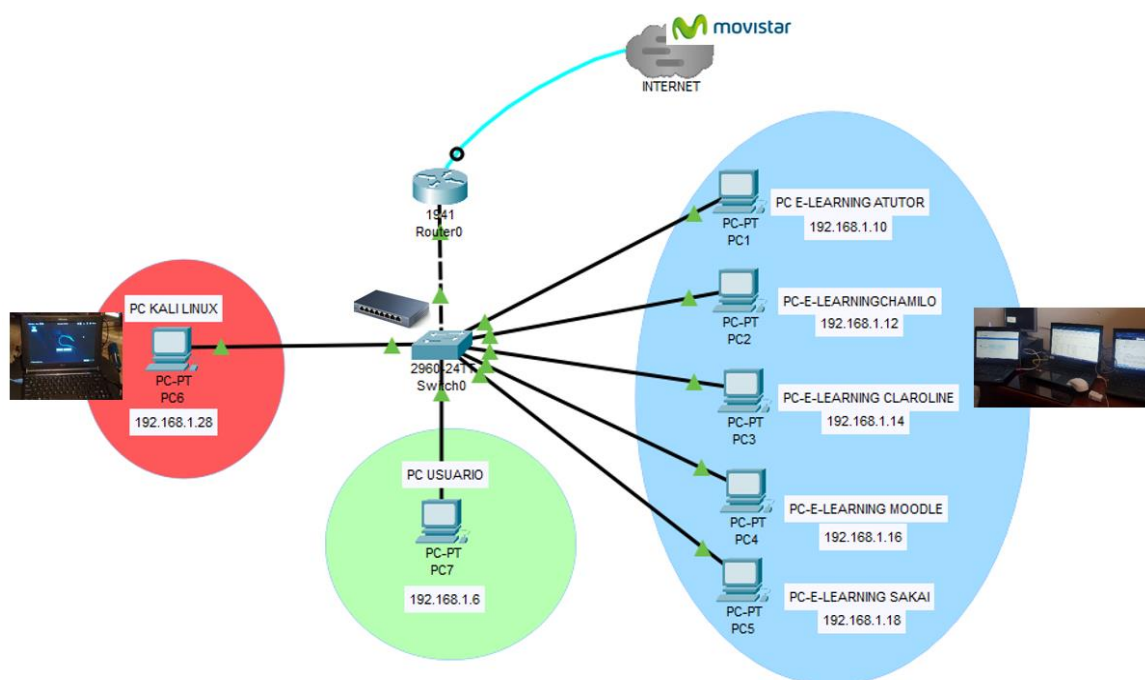 movistar
INTERNET
1941
Router0
PC KALI LINUX
PC-PT
PC6
192.168.1.28
2960-24TT
Switch0
PC USUARIO
PC-PT
PC7
192.168.1.6
PC-PT
PC1
PC E-LEARNING ATUTOR
192.168.1.10
PC-PT
PC2
PC-E-LEARNINGCHAMILO
192.168.1.12
PC-PT
PC3
PC-E-LEARNING CLAROLINE
192.168.1.14
PC-PT
PC4
PC-E-LEARNING MOODLE
192.168.1.16
PC-PT
PC5
PC-E-LEARNING SAKAI
192.168.1.18